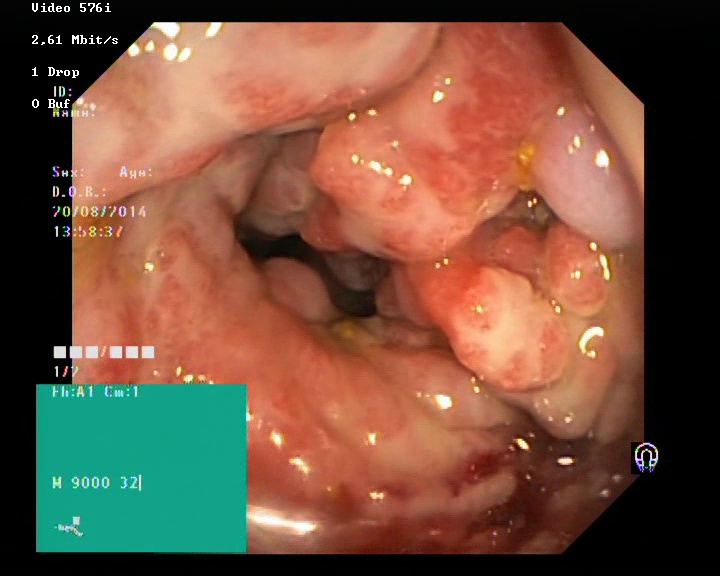 Video 576i
2,61 Mbit/s
1 Drop
0 Buf
ID:
Name:
Sex: Age:
D.O.B.:
20/08/2014
13:58:37
■■■/■■■
1/2
Eh:A1 Cm:1
M 9000 32